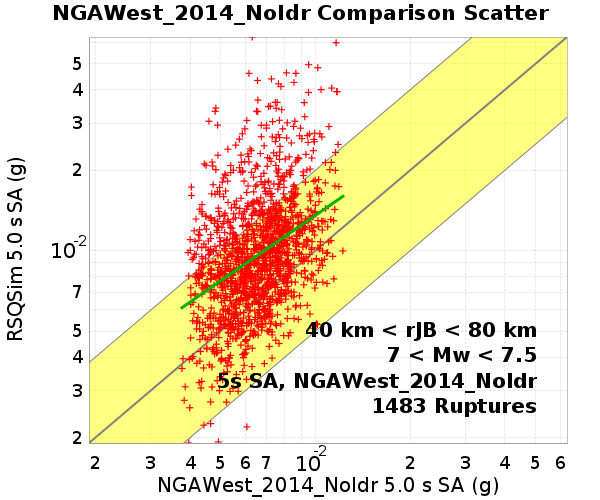 NGAWest_2014_NoIdr Comparison Scatter
5
4
3
2
10-2
7
5
4
3
2
RSQSim 5.0 s SA (g)
40 km < rJB < 80 km
7 < Mw < 7.5
5s SA, NGAWest_2014_NoIdr
1483 Ruptures
2 3 4 5 6 7 10-2 2 3 4 5 6
NGAWest_2014_NoIdr 5.0 s SA (g)